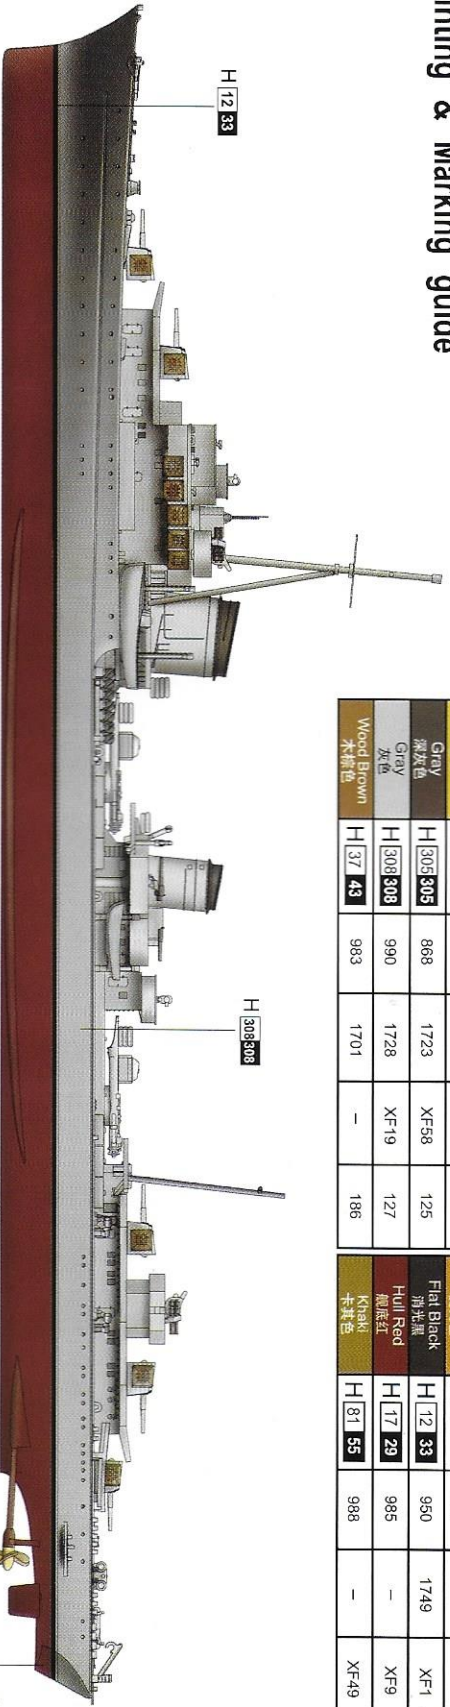 nting & Marking guide
H 12 33
H 308 308
Gray
深灰色
H 305 305 868 1723 XF58 125
Gray
灰色
H 308 308 990 1728 XF19 127
Wood Brown
木棕色
H 37 43 983 1701 – 186
Flat Black
消光黑
H 12 33 950 1749 XF1
Hull Red
舰底红
H 17 29 985 – XF9
Khaki
卡其色
H 81 55 988 – XF49